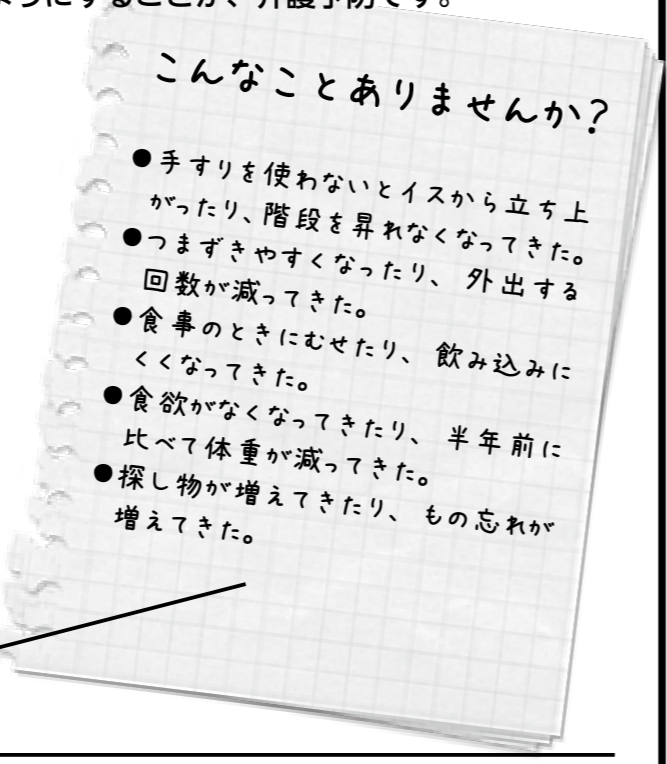 ようにすることが、介護予防です。
こんなことありませんか?
●手すりを使わないとイスから立ち上
がったり、階段を昇れなくなってきた。
●つまずきやすくなったり、外出する
回数が減ってきた。
●食事のときにむせたり、飲み込みに
くくなってきた。
●食欲がなくなってきたり、半年前に
比べて体重が減ってきた。
●探し物が増えてきたり、もの忘れが
増えてきた。